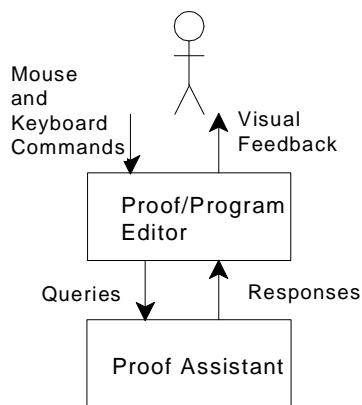 Mouse
and
Keyboard
Commands
Visual
Feedback
Proof/Program
Editor
Queries
Responses
Proof Assistant